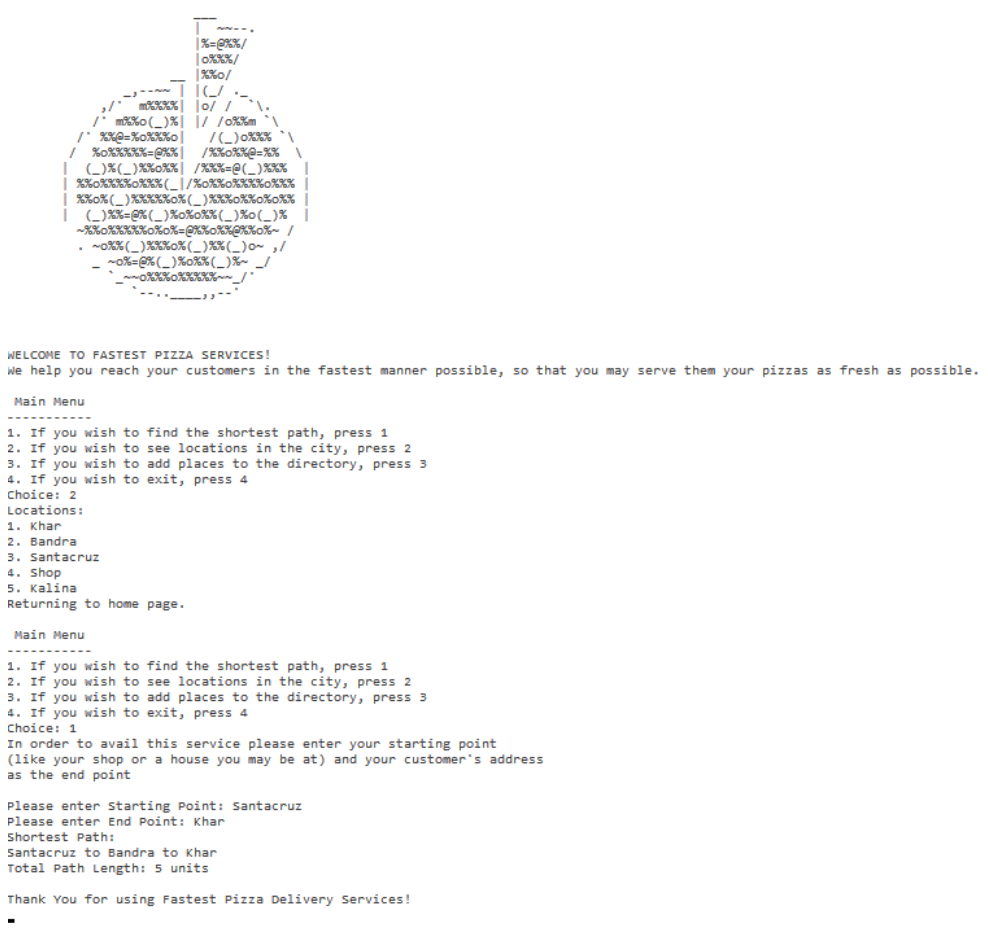 WELCOME TO FASTEST PIZZA SERVICES!
We help you reach your customers in the fastest manner possible, so that you may serve them your pizzas as fresh as possible.
Main Menu
-----------
1. If you wish to find the shortest path, press 1
2. If you wish to see locations in the city, press 2
3. If you wish to add places to the directory, press 3
4. If you wish to exit, press 4
Choice: 2
Locations:
1. Khar
2. Bandra
3. Santacruz
4. Shop
5. Kalina
Returning to home page.
Main Menu
-----------
1. If you wish to find the shortest path, press 1
2. If you wish to see locations in the city, press 2
3. If you wish to add places to the directory, press 3
4. If you wish to exit, press 4
Choice: 1
In order to avail this service please enter your starting point
(like your shop or a house you may be at) and your customer's address
as the end point
Please enter Starting Point: Santacruz
Please enter End Point: Khar
Shortest Path:
Santacruz to Bandra to Khar
Total Path Length: 5 units
Thank You for using Fastest Pizza Delivery Services!